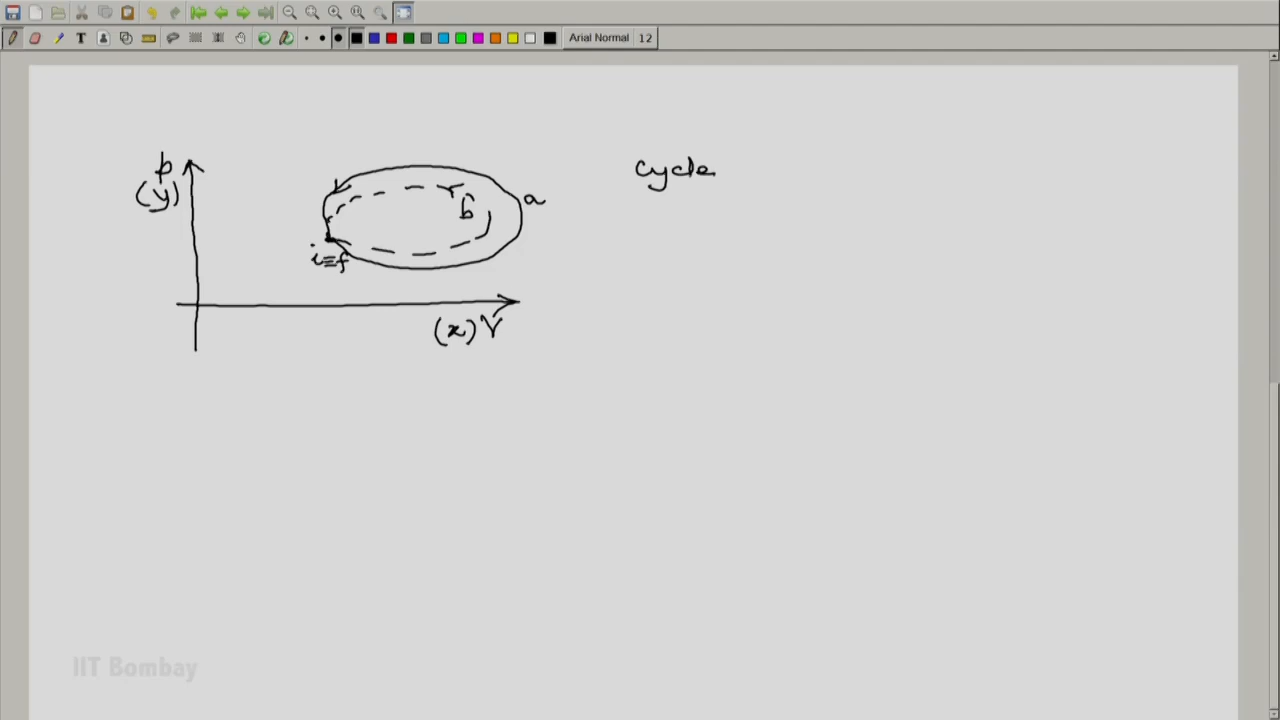 Arial Normal 12
p
(y)
cycle
a
b
i=f
(x) V
IIT Bombay